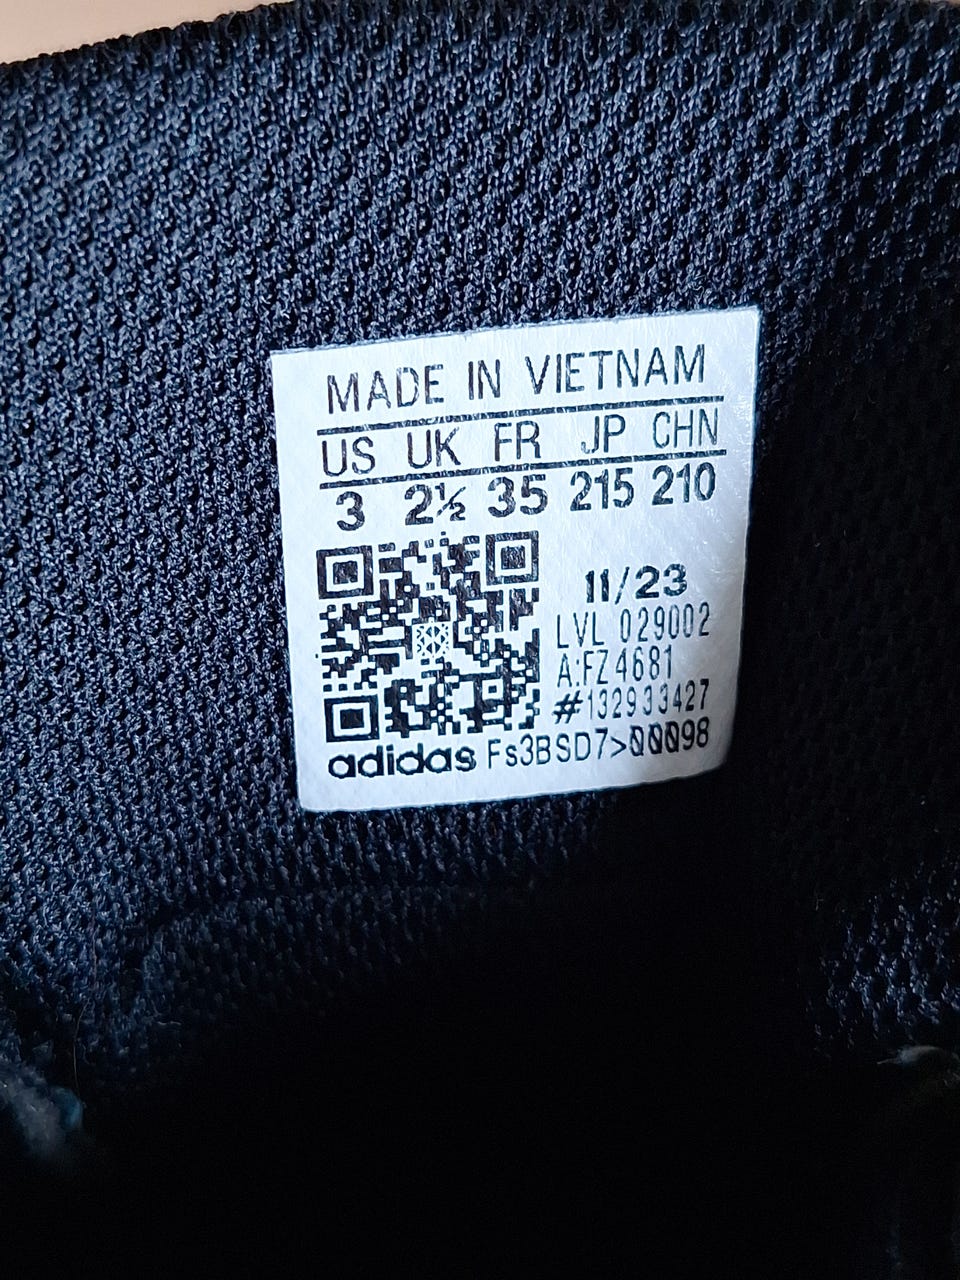 MADE IN VIETNAM
US UK FR JP CHN
3 2½ 35 215 210
11/23
LVL 029002
A:FZ4681
#132933427
adidas Fs3BSD7>00098